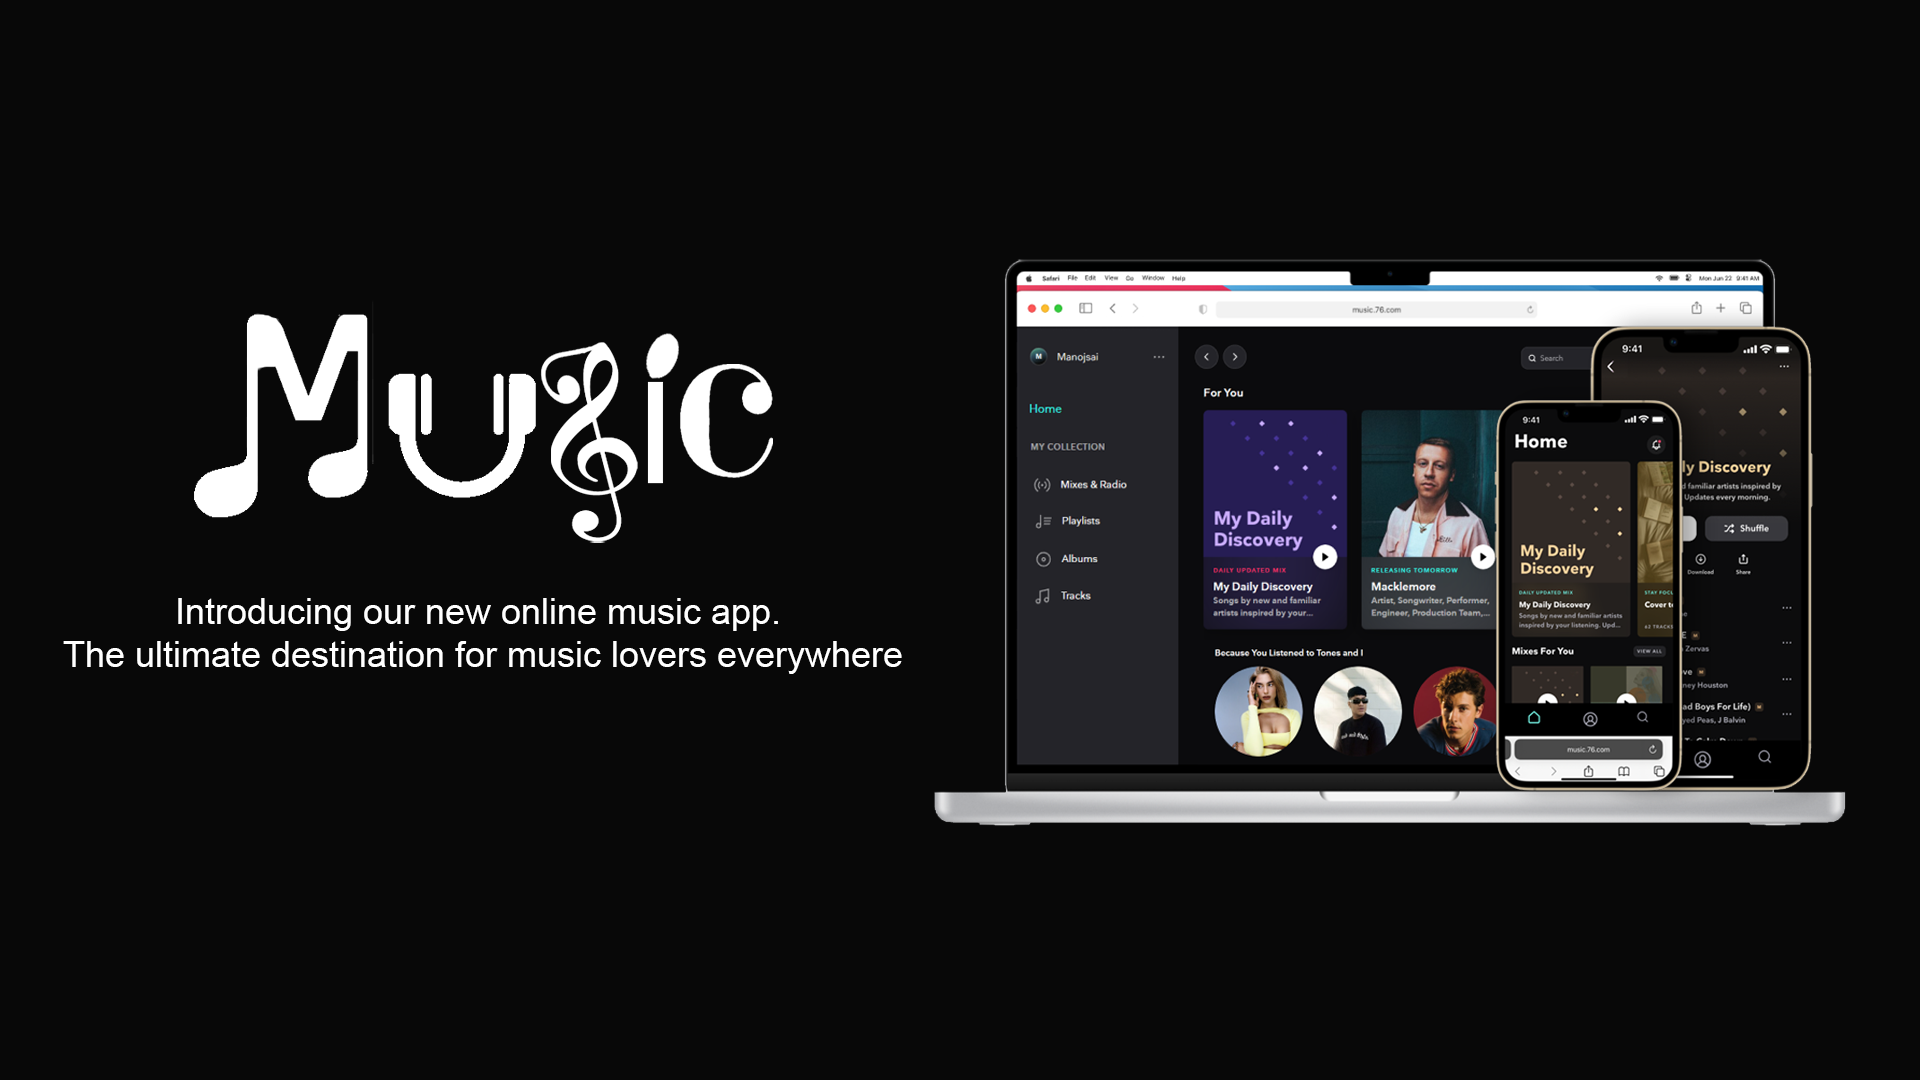 Music
Introducing our new online music app.
The ultimate destination for music lovers everywhere
Safari File Edit View Go Window Help
Mon Jun 22 9:41 AM
music.76.com
M
Manojsai
Home
MY COLLECTION
Mixes & Radio
Playlists
Albums
Tracks
Search
For You
My Daily
Discovery
DAILY UPDATED MIX
My Daily Discovery
Songs by new and familiar
artists inspired by your...
RELEASING TOMORROW
Macklemore
Artist, Songwriter, Performer,
Engineer, Production Team,...
Because You Listened to Tones and I
9:41
Home
My Daily
Discovery
DAILY UPDATED MIX
My Daily Discovery
Songs by new and familiar artists
inspired by your listening. Upd...
STAY FOCU
Cover to
62 TRACKS
Mixes For You
VIEW ALL
music.76.com
9:41
ly Discovery
d familiar artists inspired by
Updates every morning.
Shuffle
Download
Share
E M
Zervas
ve M
ney Houston
ad Boys For Life) M
yed Peas, J Balvin